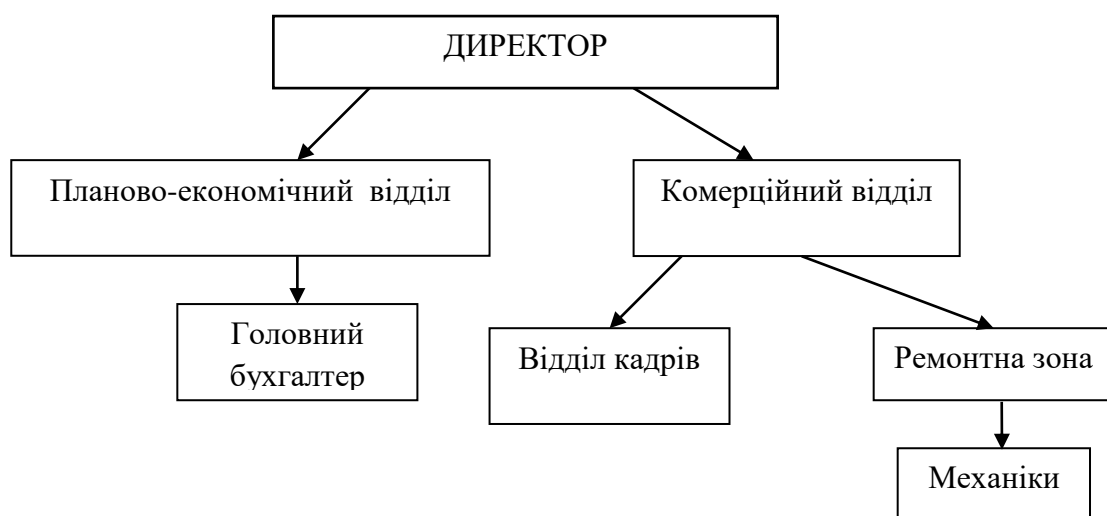 ДИРЕКТОР
Планово-економічний відділ
Комерційний відділ
Головний
бухгалтер
Відділ кадрів
Ремонтна зона
Механіки